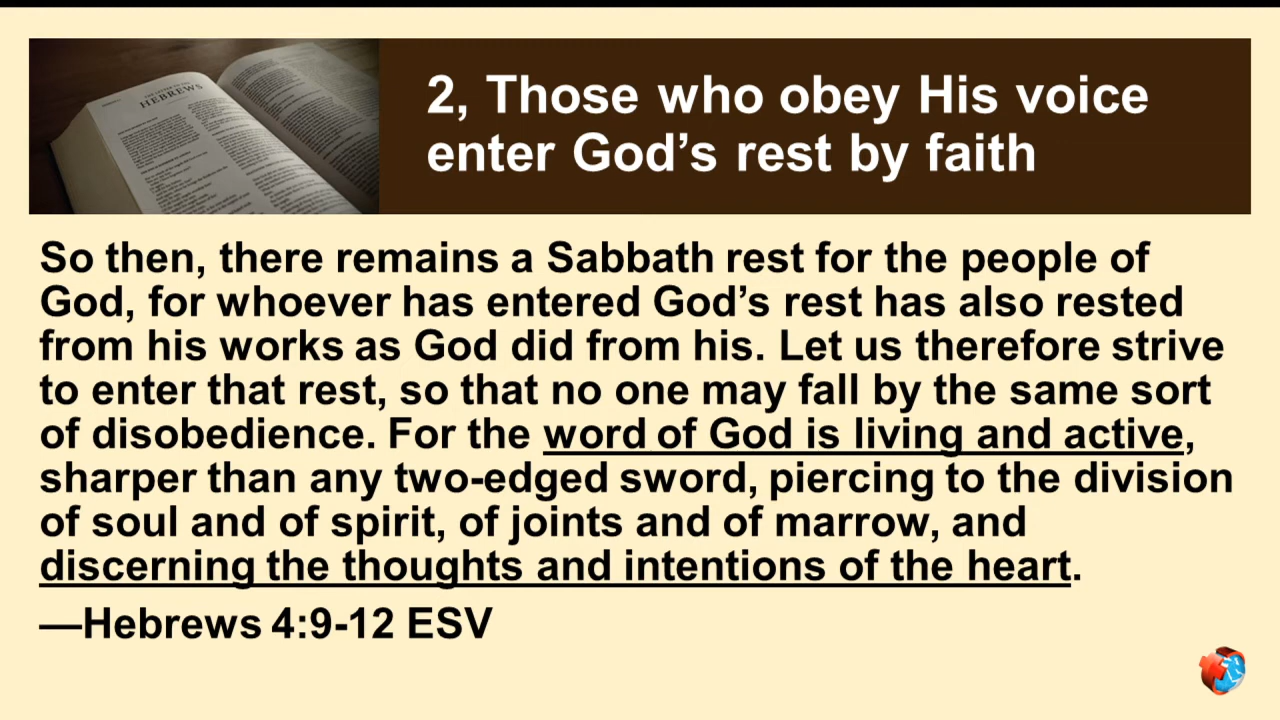 HEBREWS
2, Those who obey His voice
enter God’s rest by faith
So then, there remains a Sabbath rest for the people of
God, for whoever has entered God’s rest has also rested
from his works as God did from his. Let us therefore strive
to enter that rest, so that no one may fall by the same sort
of disobedience. For the word of God is living and active,
sharper than any two-edged sword, piercing to the division
of soul and of spirit, of joints and of marrow, and
discerning the thoughts and intentions of the heart.
—Hebrews 4:9-12 ESV